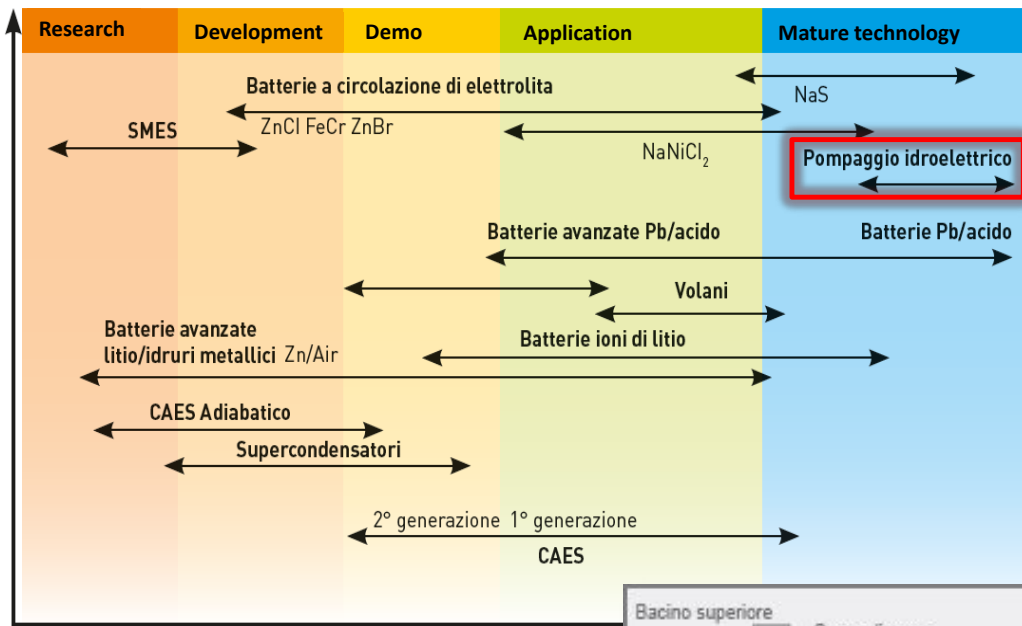 Research Development Demo Application Mature technology
Batterie a circolazione di elettrolita
NaS
ZnCl FeCr ZnBr
SMES
NaNiCl₂
Pompaggio idroelettrico
Batterie avanzate Pb/acido Batterie Pb/acido
Volani
Batterie avanzate
litio/idruri metallici Zn/Air
Batterie ioni di litio
CAES Adiabatico
Supercondensatori
2° generazione 1° generazione
CAES
Bacino superiore